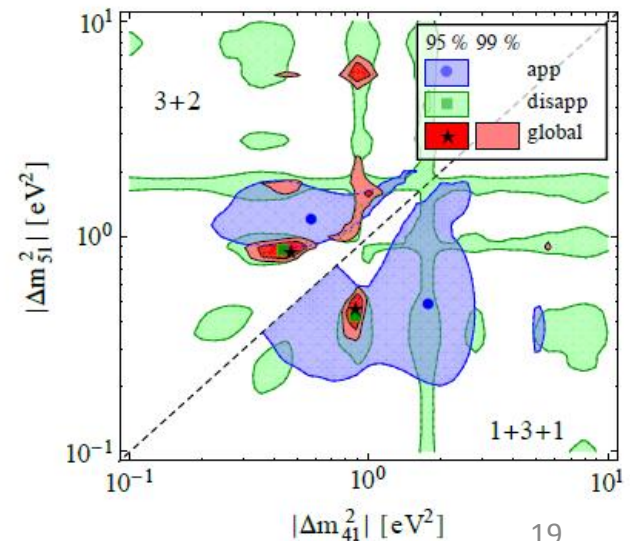 95 % 99 %
app
disapp
global
3+2
1+3+1
10¹
10⁰
10⁻¹
|Δm²₅₁| [eV²]
10⁻¹ 10⁰ 10¹
|Δm²₄₁| [eV²]
19